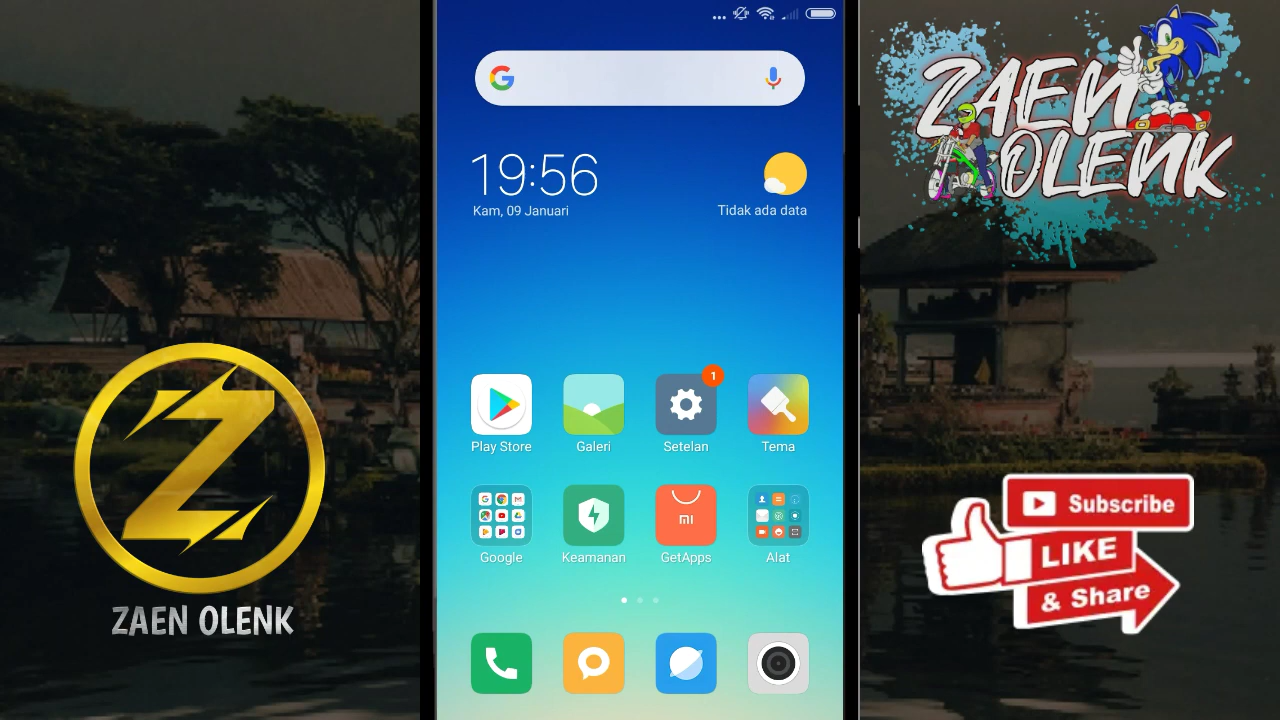 19:56
Kam, 09 Januari
Tidak ada data
1
Play Store
Galeri
Setelan
Tema
mi
Google
Keamanan
GetApps
Alat
Z
ZAEN OLENK
ZAEN
OLENK
Subscribe
LIKE
& Share